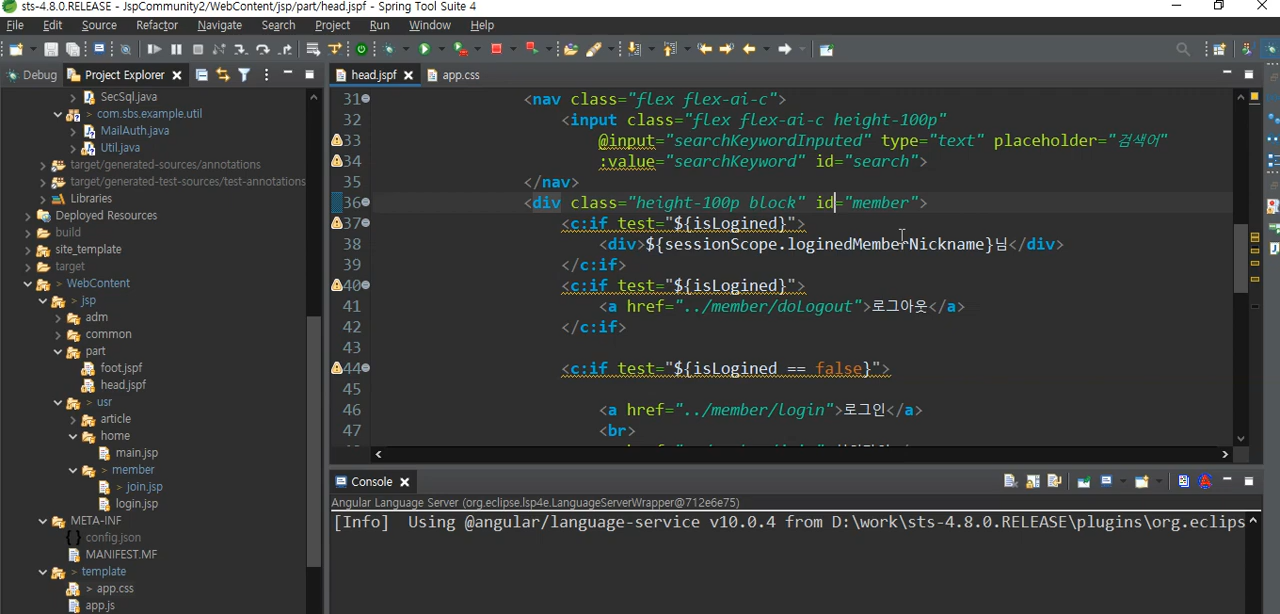 sts-4.8.0.RELEASE - JspCommunity2/WebContent/jsp/part/head.jspf - Spring Tool Suite 4
File Edit Source Refactor Navigate Search Project Run Window Help
Debug Project Explorer
SecSql.java
com.sbs.example.util
MailAuth.java
Util.java
target/generated-sources/annotations
target/generated-test-sources/test-annotations
Libraries
Deployed Resources
build
site_template
target
> WebContent
> jsp
adm
common
part
foot.jspf
head.jspf
> usr
article
home
main.jsp
> member
> join.jsp
login.jsp
META-INF
config.json
MANIFEST.MF
> template
> app.css
app.js
head.jspf app.css
31 <nav class="flex flex-ai-c">
32 <input class="flex flex-ai-c height-100p"
33 @input="searchKeywordInputed" type="text" placeholder="검색어"
34 :value="searchKeyword" id="search">
35 </nav>
36 <div class="height-100p block" id="member">
37 <c:if test="${isLogined}">
38 <div>${sessionScope.loginedMemberNickname}님</div>
39 </c:if>
40 <c:if test="${isLogined}">
41 <a href="../member/doLogout">로그아웃</a>
42 </c:if>
43
44 <c:if test="${isLogined == false}">
45
46 <a href="../member/login">로그인</a>
47 <br>
Console
Angular Language Server (org.eclipse.lsp4e.LanguageServerWrapper@712e6e75)
[Info] Using @angular/language-service v10.0.4 from D:\work\sts-4.8.0.RELEASE\plugins\org.eclips